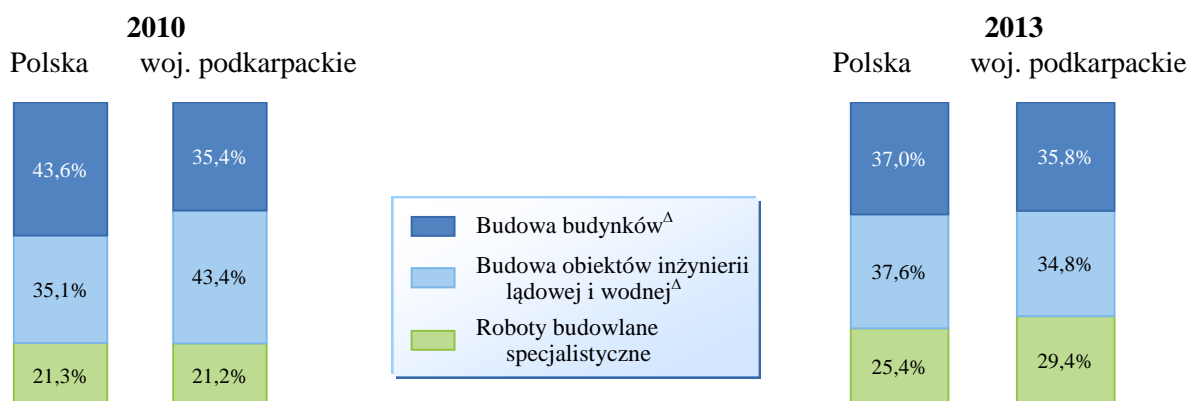 2010
Polska woj. podkarpackie
43,6%
35,1%
21,3%
35,4%
43,4%
21,2%
Budowa budynków^Δ
Budowa obiektów inżynierii
lądowej i wodnej^Δ
Roboty budowlane
specjalistyczne
2013
Polska woj. podkarpackie
37,0%
37,6%
25,4%
35,8%
34,8%
29,4%